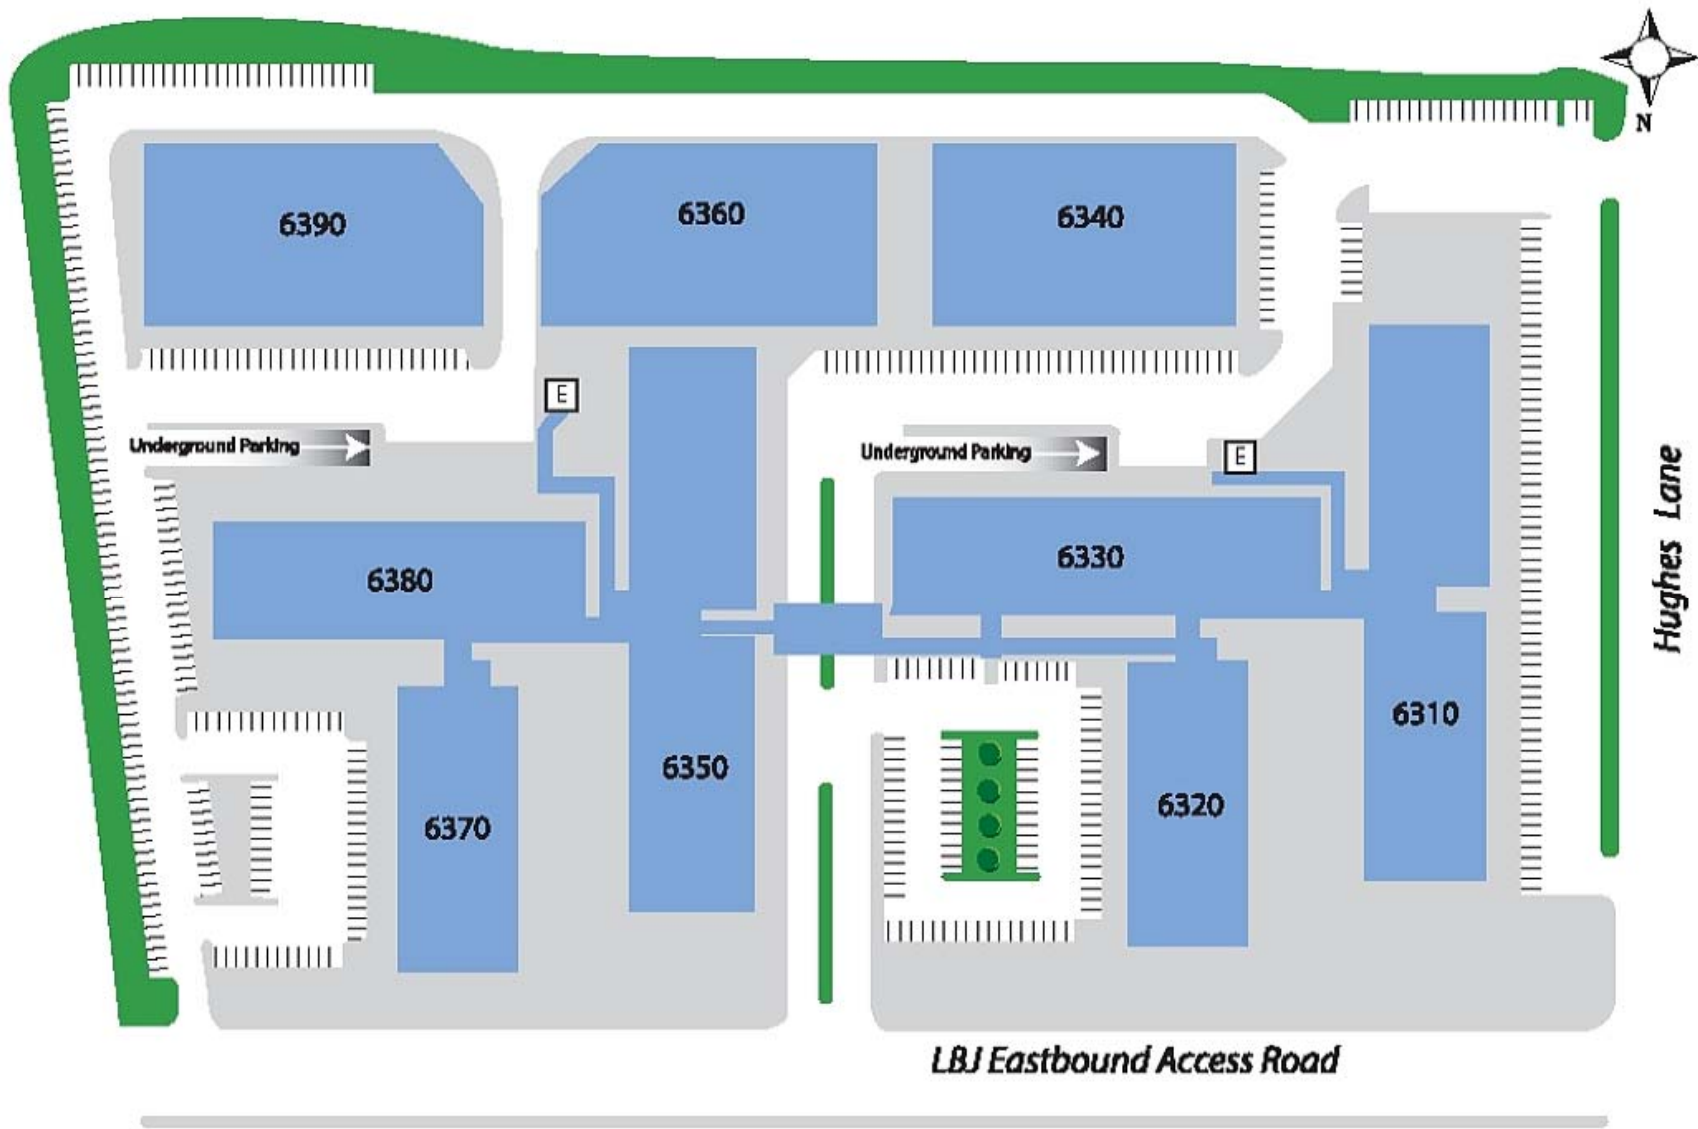 N
6390
6360
6340
E
Underground Parking
Underground Parking
E
6380
6330
Hughes Lane
6310
6350
6320
6370
LBJ Eastbound Access Road